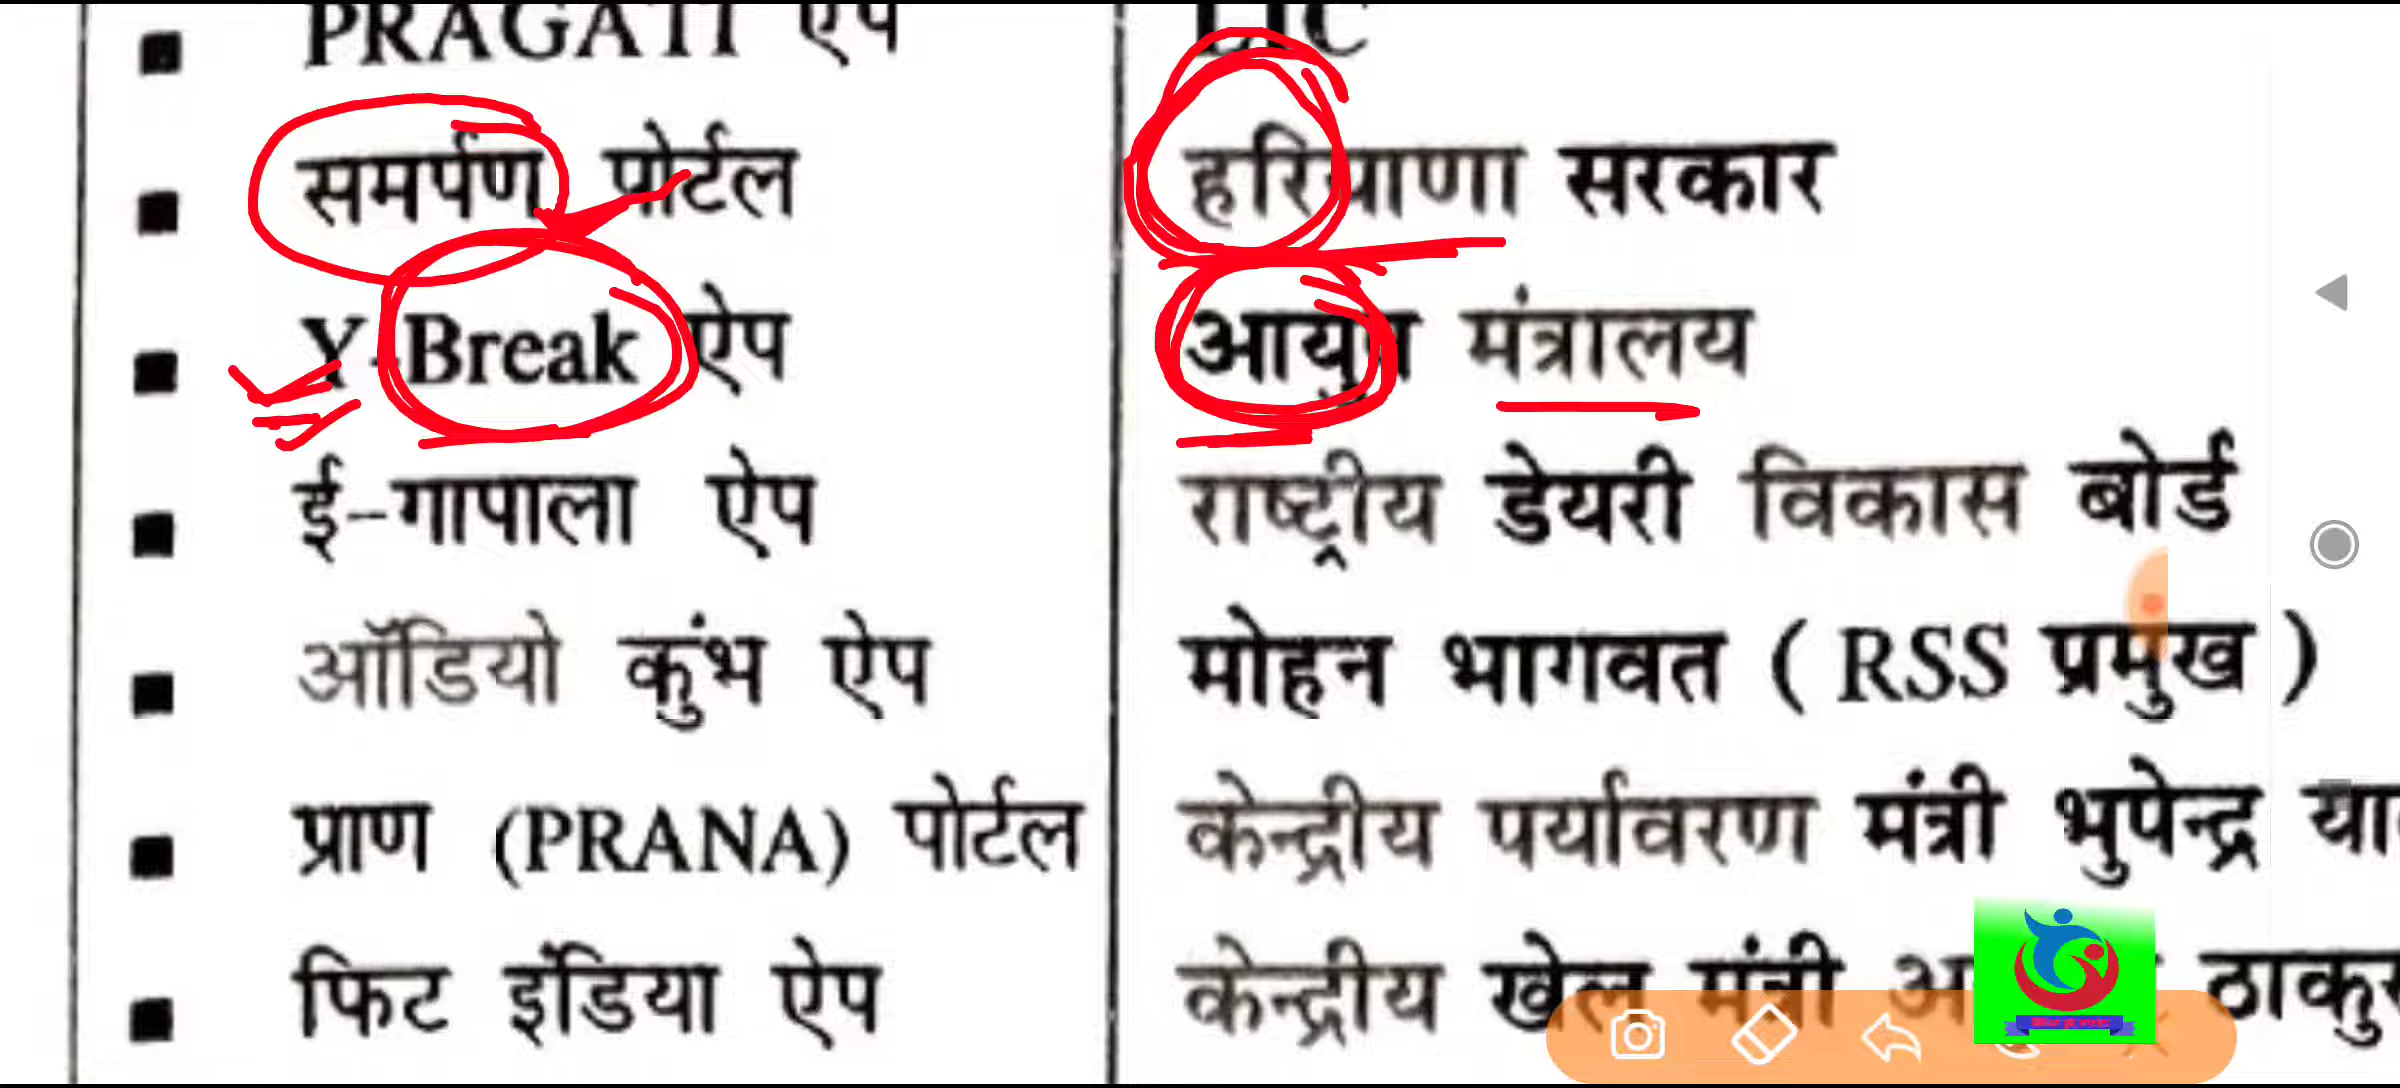 PRAGATI ऐप LIC
समर्पण पोर्टल हरियाणा सरकार
Y-Break ऐप आयुष मंत्रालय
ई-गापाला ऐप राष्ट्रीय डेयरी विकास बोर्ड
ऑडियो कुंभ ऐप मोहन भागवत ( RSS प्रमुख )
प्राण (PRANA) पोर्टल केन्द्रीय पर्यावरण मंत्री भुपेन्द्र
फिट इंडिया ऐप केन्द्रीय खेल मंत्री